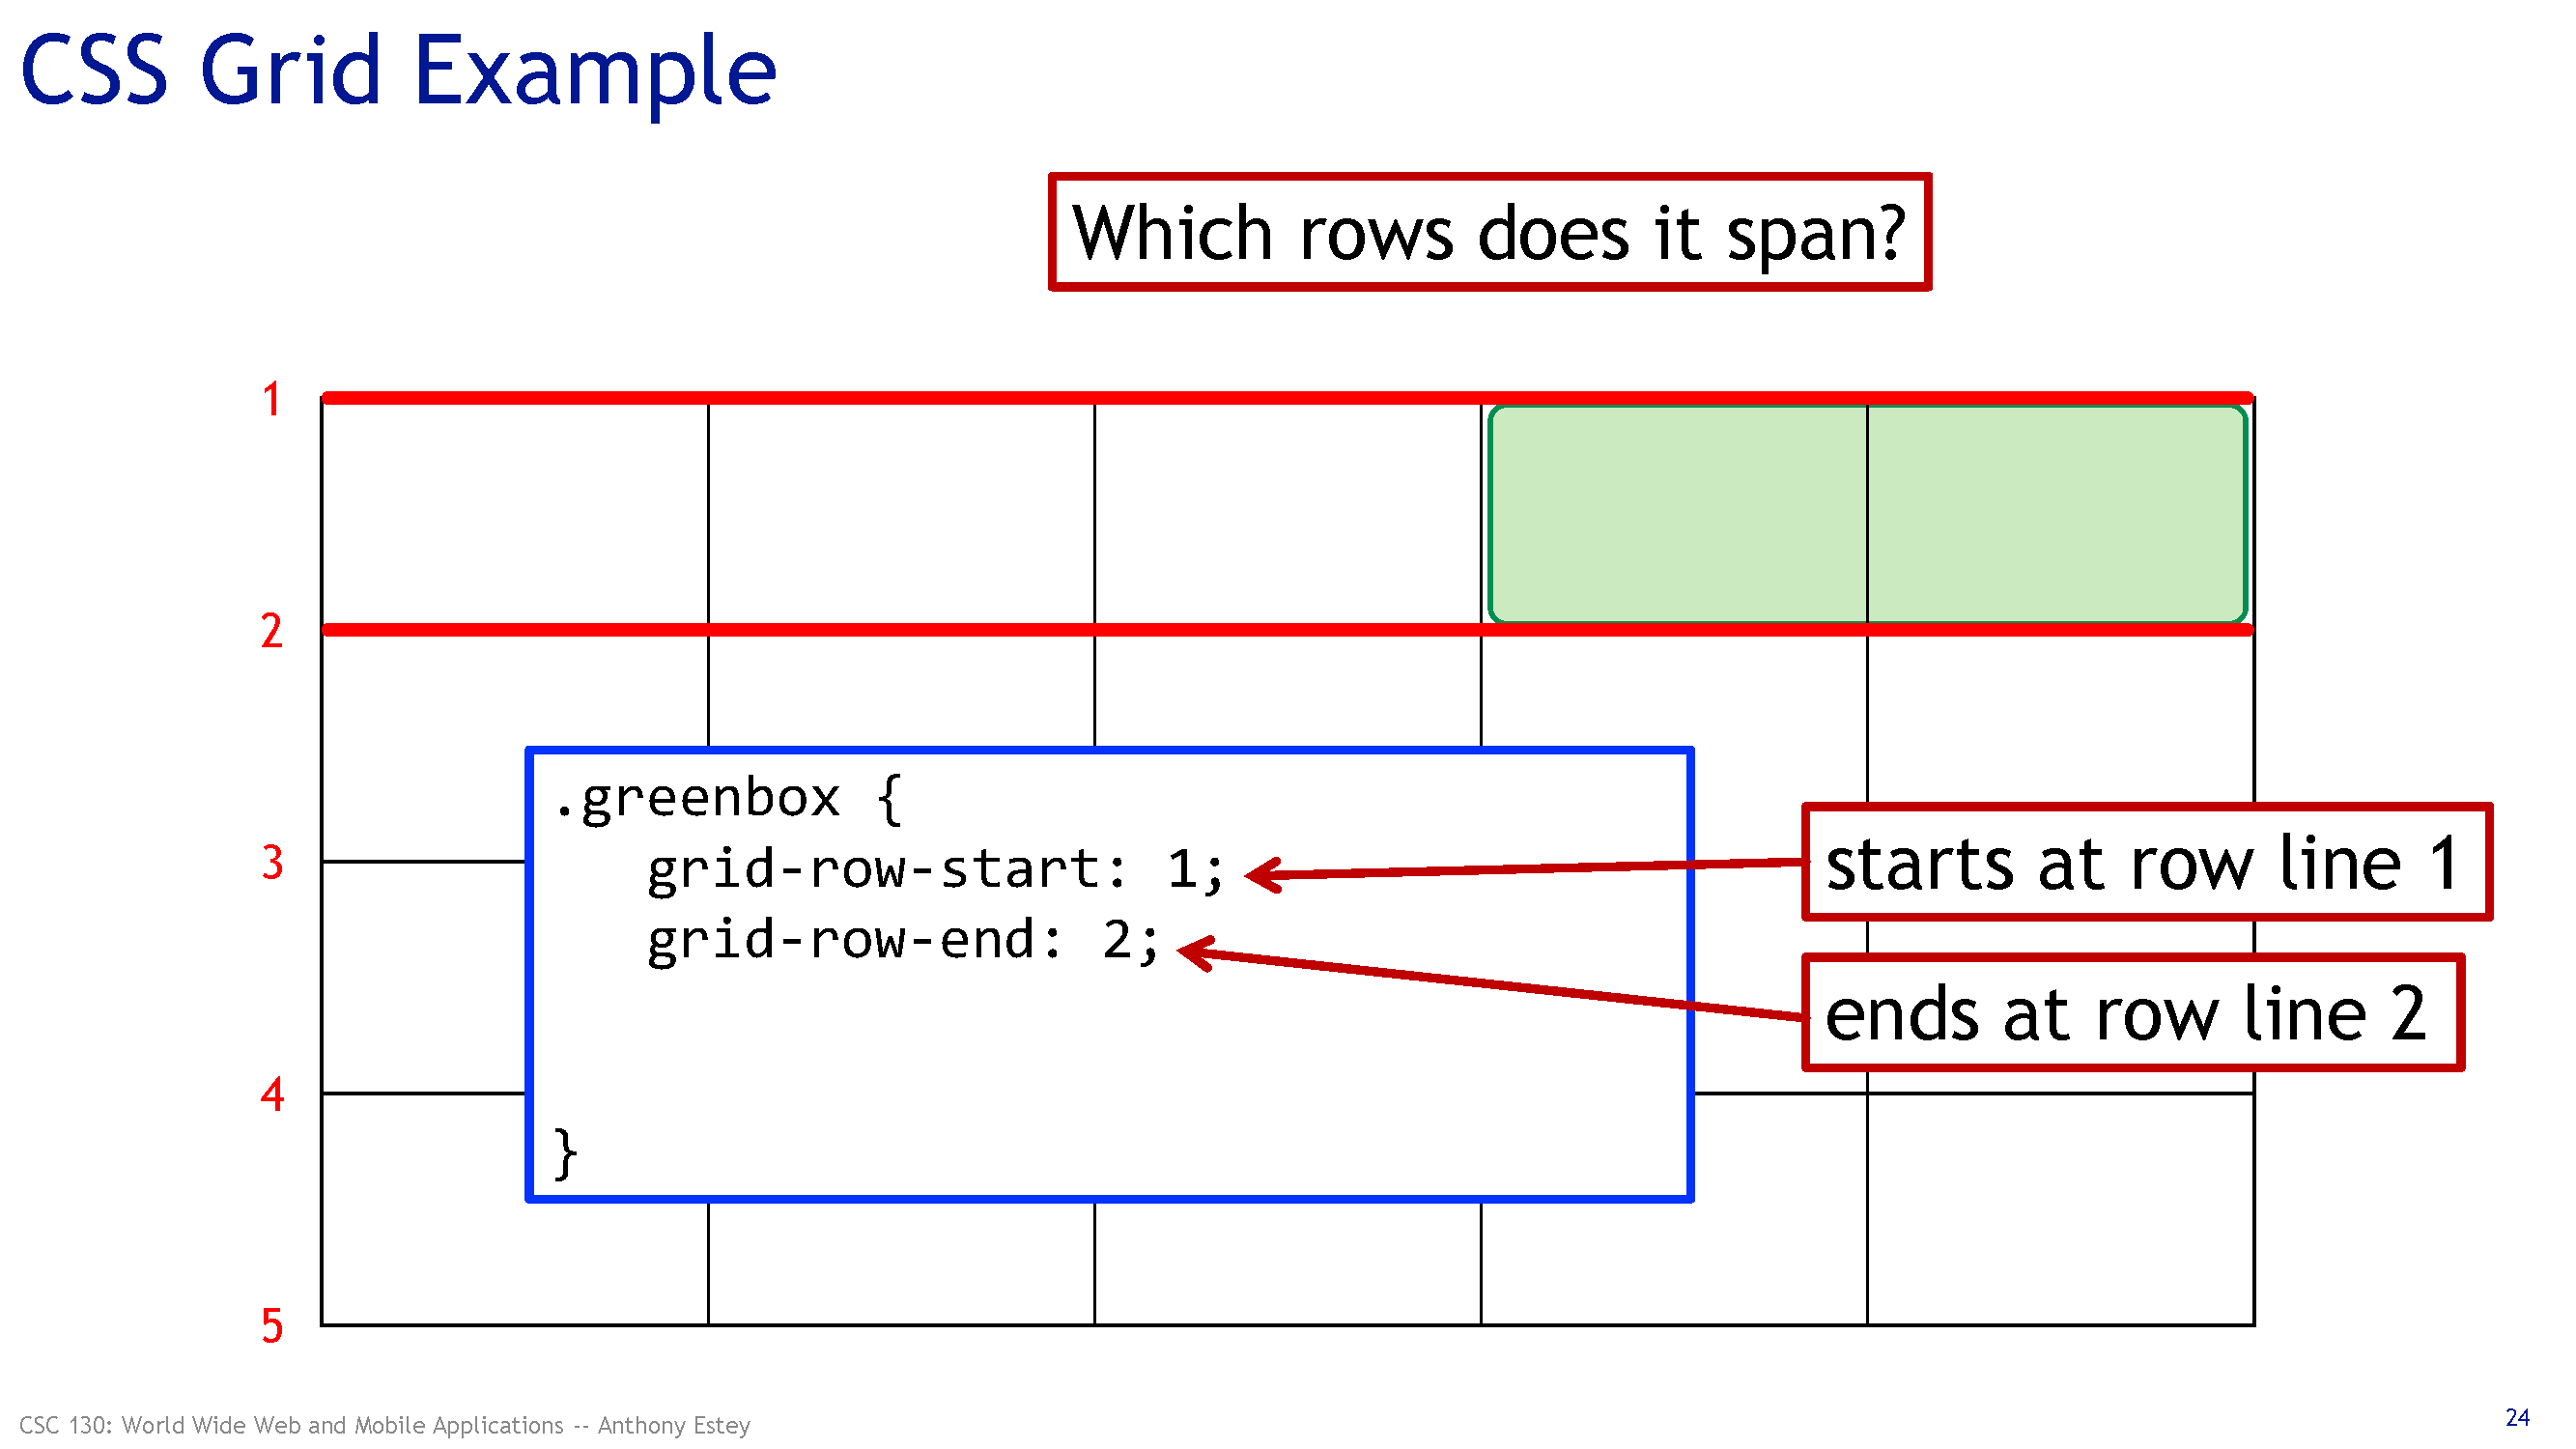 CSS Grid Example
Which rows does it span?
1
2
.greenbox {
3
grid-row-start: 1;
starts at row line 1
grid-row-end: 2;
ends at row line 2
4
}
5
CSC 130: World Wide Web and Mobile Applications -- Anthony Estey
24